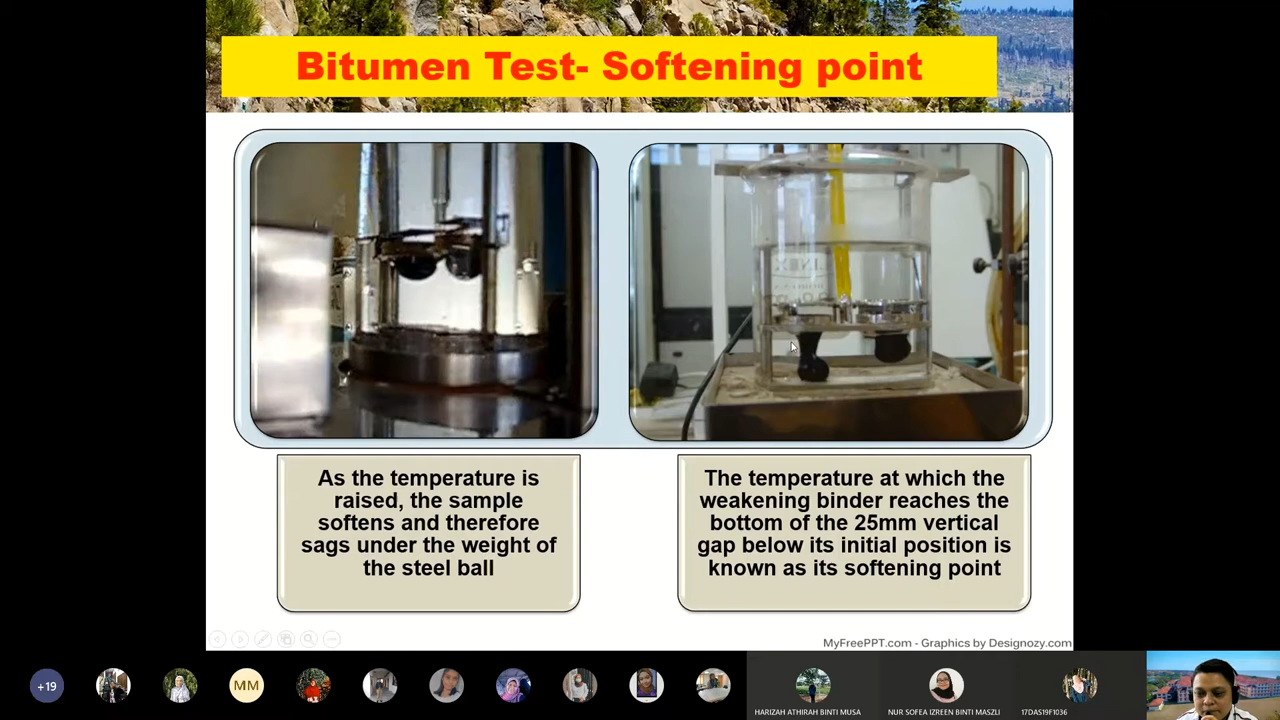 Bitumen Test- Softening point
As the temperature is
raised, the sample
softens and therefore
sags under the weight of
the steel ball
The temperature at which the
weakening binder reaches the
bottom of the 25mm vertical
gap below its initial position is
known as its softening point
MyFreePPT.com - Graphics by Designozy.com
+19
MM
HARIZAH ATHIRAH BINTI MUSA
NUR SOFEA IZREEN BINTI MASZLI
17DAS19F1036